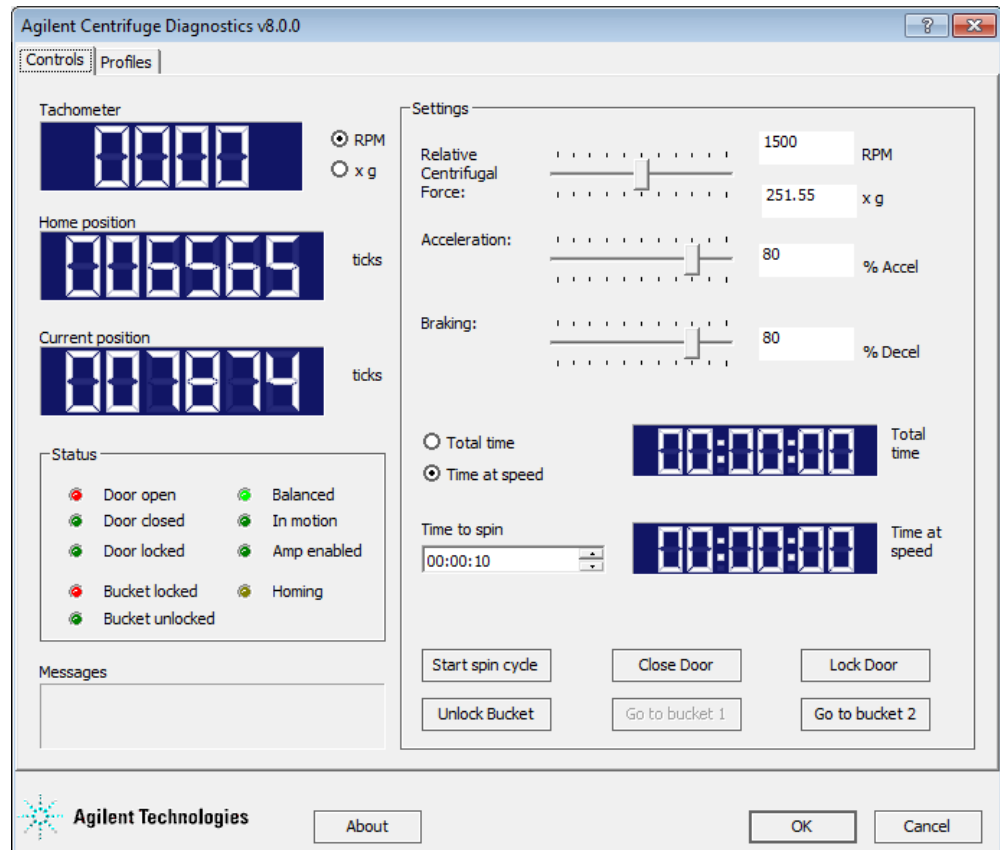 Agilent Centrifuge Diagnostics v8.0.0
Controls Profiles
Tachometer
0000
RPM
x g
Home position
006565
ticks
Current position
007874
ticks
Status
Door open
Balanced
Door closed
In motion
Door locked
Amp enabled
Bucket locked
Homing
Bucket unlocked
Messages
Settings
Relative
Centrifugal
Force:
1500 RPM
251.55 x g
Acceleration:
80 % Accel
Braking:
80 % Decel
Total time
Time at speed
00:00:00
Total
time
Time to spin
00:00:10
00:00:00
Time at
speed
Start spin cycle
Close Door
Lock Door
Unlock Bucket
Go to bucket 1
Go to bucket 2
Agilent Technologies
About
OK
Cancel